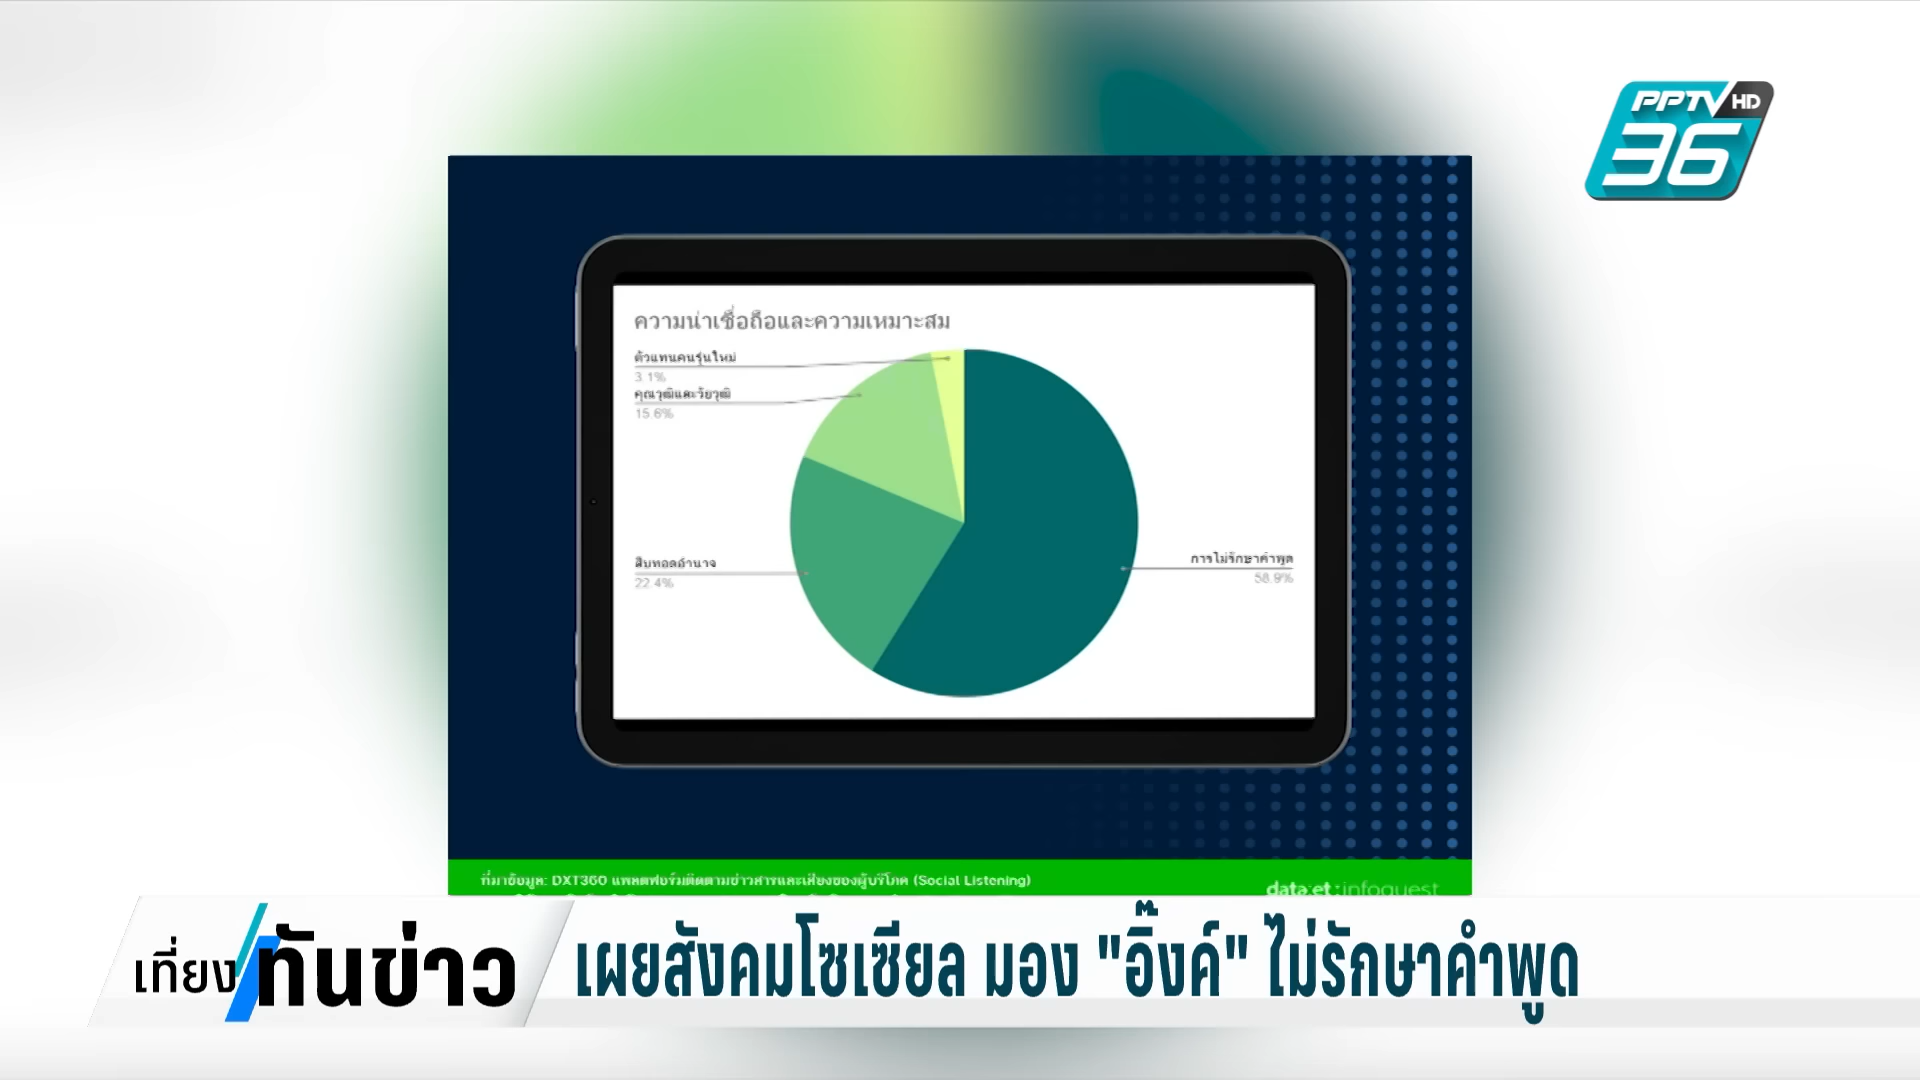 PPTV HD
36
ความน่าเชื่อถือและความเหมาะสม
ตัวแทนคนรุ่นใหม่
3.1%
คุณวุฒิและวัยวุฒิ
15.6%
สืบทอดอำนาจ
22.4%
การไม่รักษาคำพูด
58.9%
ที่มาข้อมูล: DXT360 แพลตฟอร์มติดตามข่าวสารและเสียงของผู้บริโภค (Social Listening)
data:et : infoquest
เที่ยงทันข่าว
เผยสังคมโซเซียล มอง "อิ๊งค์" ไม่รักษาคำพูด